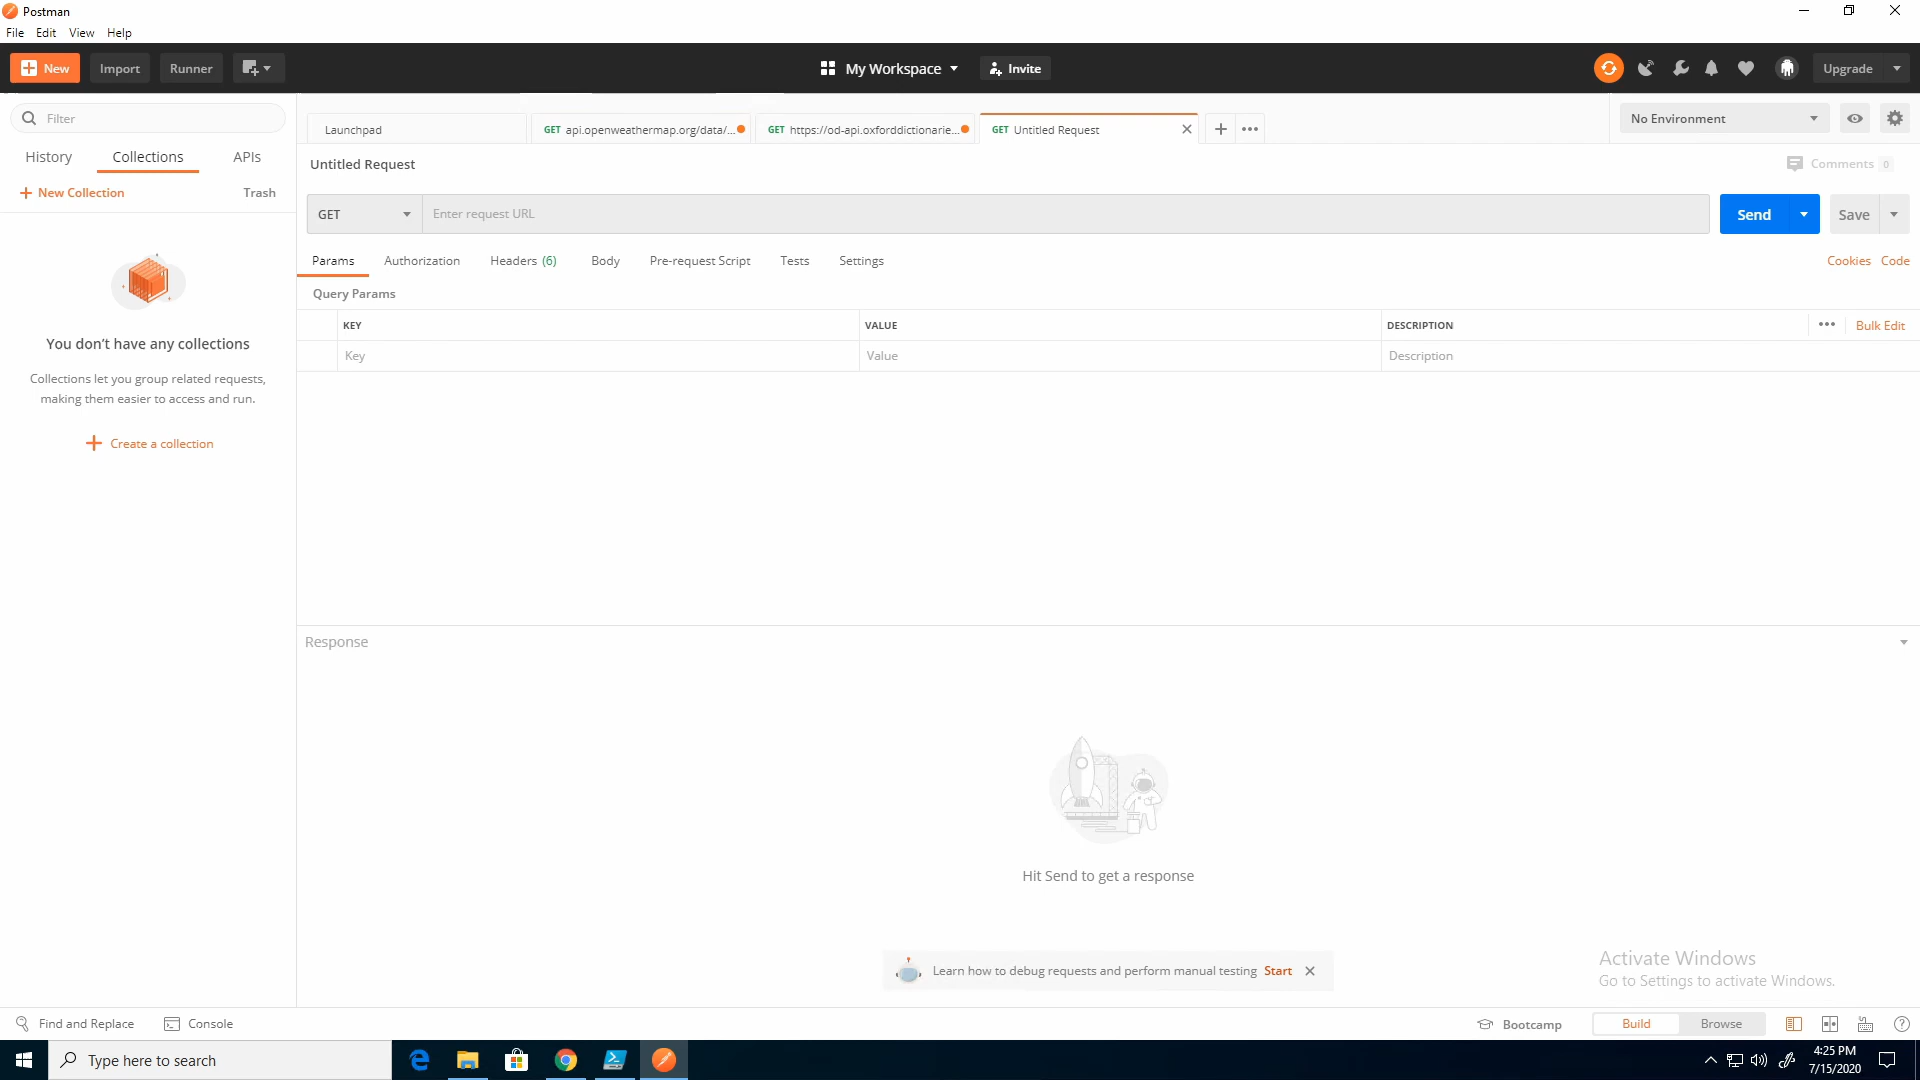 Postman
File Edit View Help
New Import Runner My Workspace Invite Upgrade
Filter
History Collections APIs
New Collection Trash
You don't have any collections
Collections let you group related requests,
making them easier to access and run.
Create a collection
Launchpad GET api.openweathermap.org/data/... GET https://od-api.oxforddictionarie... GET Untitled Request
No Environment
Untitled Request
Comments 0
GET Enter request URL
Send Save
Params Authorization Headers (6) Body Pre-request Script Tests Settings
Cookies Code
Query Params
KEY VALUE DESCRIPTION
Bulk Edit
Key Value Description
Response
Hit Send to get a response
Learn how to debug requests and perform manual testing Start
Activate Windows
Go to Settings to activate Windows.
Find and Replace Console
Bootcamp Build Browse
Type here to search
4:25 PM
7/15/2020